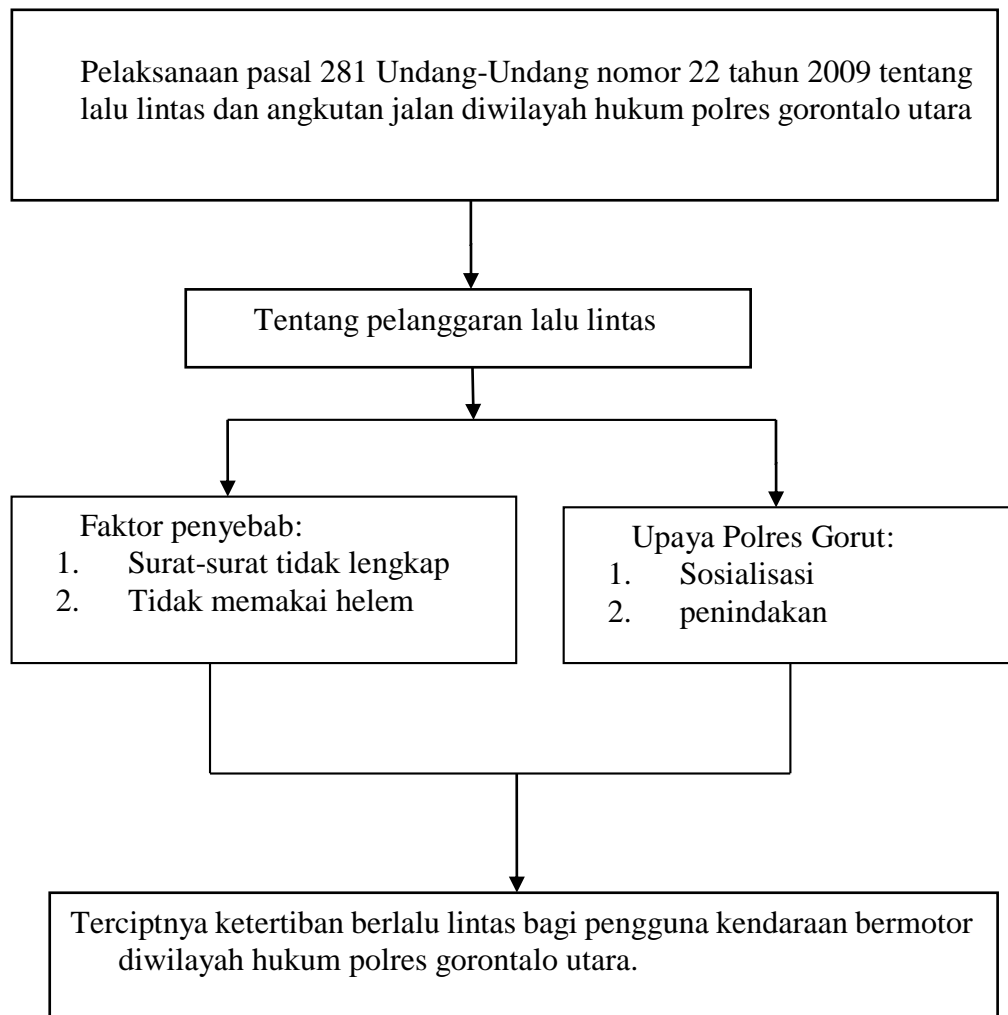 Pelaksanaan pasal 281 Undang-Undang nomor 22 tahun 2009 tentang
lalu lintas dan angkutan jalan diwilayah hukum polres gorontalo utara
Tentang pelanggaran lalu lintas
Faktor penyebab:
1. Surat-surat tidak lengkap
2. Tidak memakai helem
Upaya Polres Gorut:
1. Sosialisasi
2. penindakan
Terciptnya ketertiban berlalu lintas bagi pengguna kendaraan bermotor
diwilayah hukum polres gorontalo utara.